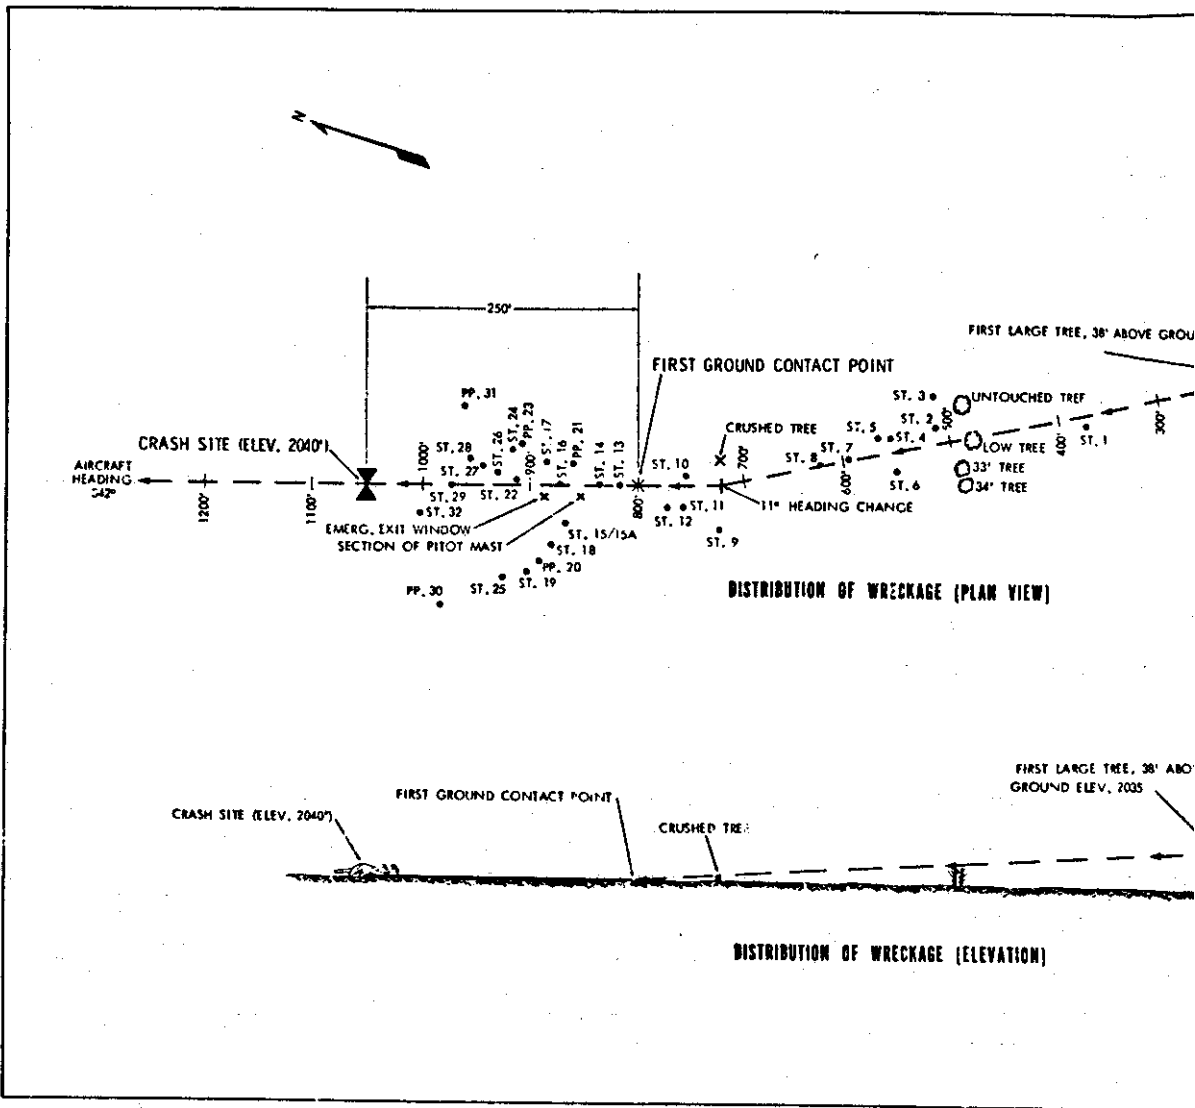 N
250'
FIRST LARGE TREE, 38' ABOVE GROU
FIRST GROUND CONTACT POINT
PP. 31
ST. 24
PP. 23
ST. 3
UNTOUCHED TREE
300'
CRASH SITE (ELEV. 2040')
ST. 28
ST. 26
ST. 17
PP. 21
CRUSHED TREE
ST. 2
500'
ST. 5
ST. 4
LOW TREE
400'
ST. 1
AIRCRAFT
HEADING
342°
1000'
ST. 27
900'
ST. 16
ST. 14
ST. 13
ST. 10
700'
ST. 8
ST. 7
33' TREE
1200'
1100'
ST. 29
ST. 22
800'
600'
ST. 6
34' TREE
ST. 32
ST. 12
ST. 11
11° HEADING CHANGE
EMERG. EXIT WINDOW
SECTION OF PITOT MAST
ST. 15/15A
ST. 9
ST. 18
PP. 20
PP. 30
ST. 25
ST. 19
DISTRIBUTION OF WRECKAGE (PLAN VIEW)
FIRST LARGE TREE, 38' ABO
GROUND ELEV. 2035
FIRST GROUND CONTACT POINT
CRASH SITE (ELEV. 2040')
CRUSHED TREE
DISTRIBUTION OF WRECKAGE (ELEVATION)